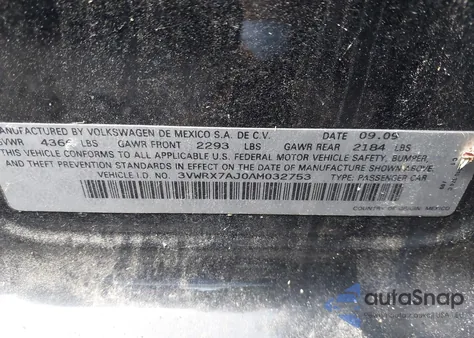 MANUFACTURED BY VOLKSWAGEN DE MEXICO S.A. DE C.V. DATE 09.09
GVWR 4366 LBS GAWR FRONT 2293 LBS GAWR REAR 2184 LBS
THIS VEHICLE CONFORMS TO ALL APPLICABLE U.S. FEDERAL MOTOR VEHICLE SAFETY, BUMPER,
AND THEFT PREVENTION STANDARDS IN EFFECT ON THE DATE OF MANUFACTURE SHOWN ABOVE.
VEHICLE I.D. NO. 3VWRX7AJ0AM032753 TYPE: PASSENGER CAR
COUNTRY OF ORIGIN: MEXICO
autoSnap